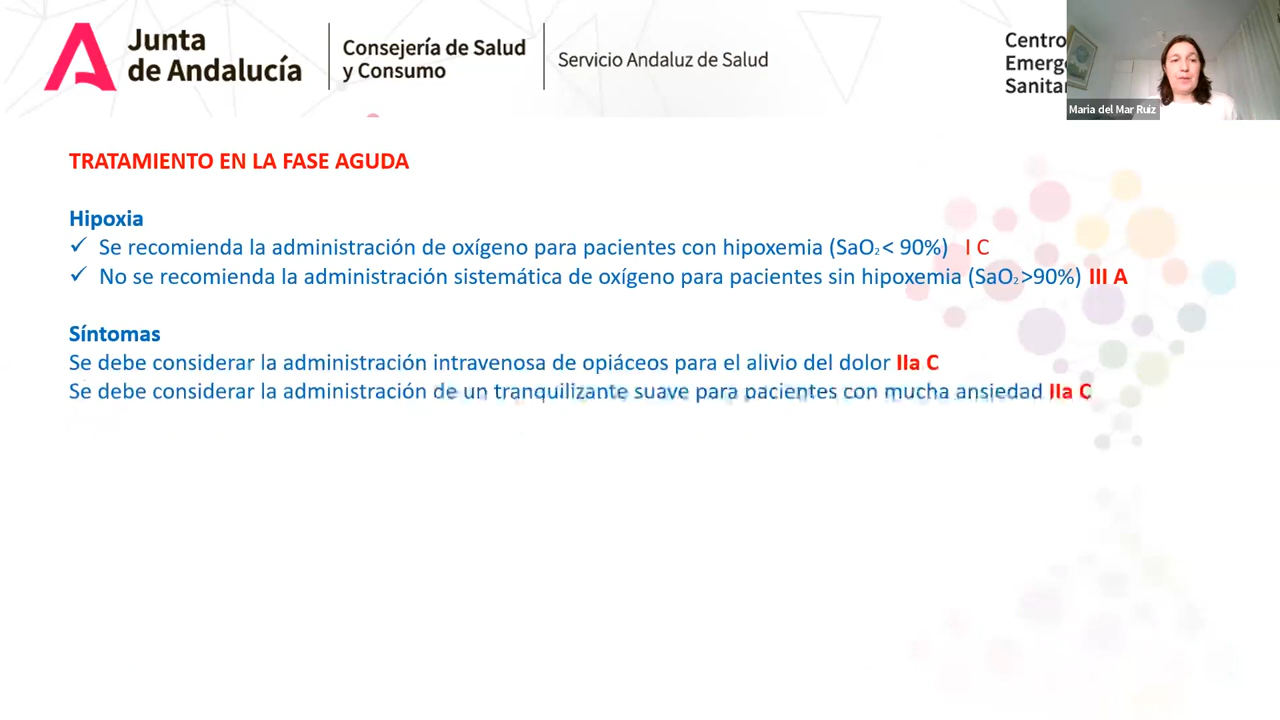 Junta
de Andalucía
Consejería de Salud
y Consumo
Servicio Andaluz de Salud
Centro
Emerg
Sanita
Maria del Mar Ruiz
TRATAMIENTO EN LA FASE AGUDA
Hipoxia
✓ Se recomienda la administración de oxígeno para pacientes con hipoxemia (SaO₂ < 90%) I C
✓ No se recomienda la administración sistemática de oxígeno para pacientes sin hipoxemia (SaO₂ >90%) III A
Síntomas
Se debe considerar la administración intravenosa de opiáceos para el alivio del dolor IIa C
Se debe considerar la administración de un tranquilizante suave para pacientes con mucha ansiedad IIa C